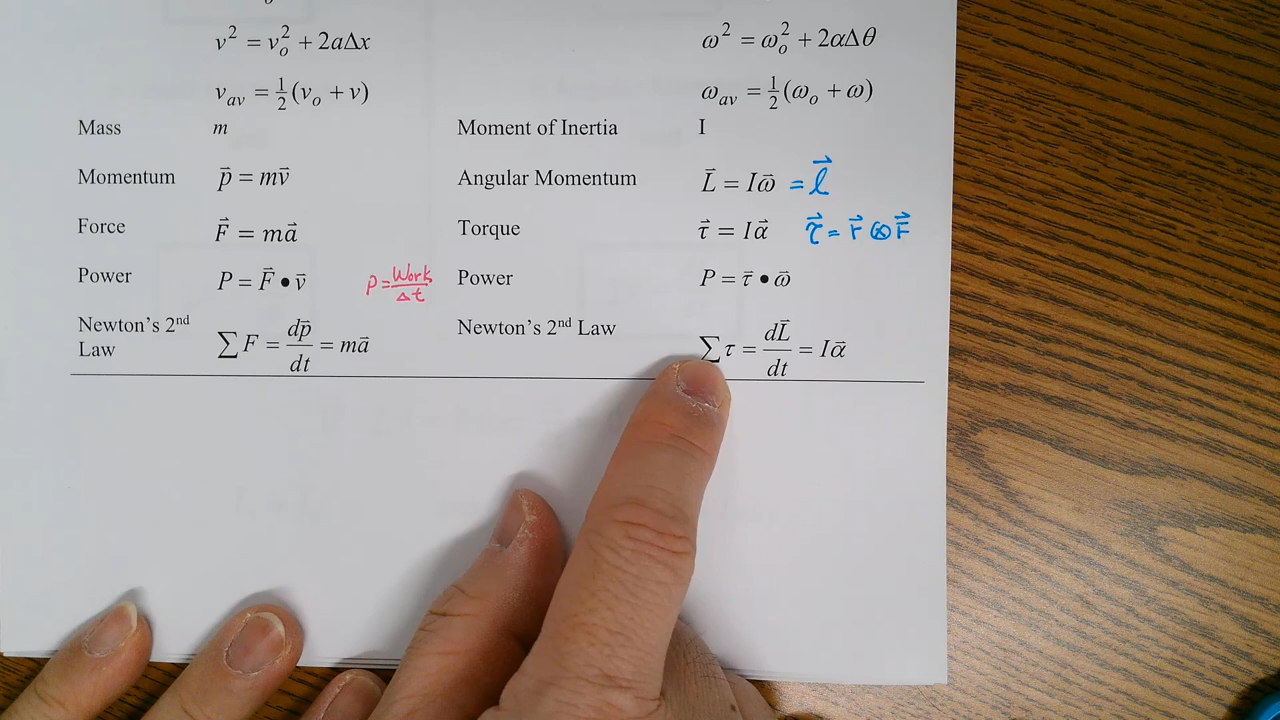 v² = v₀² + 2aΔx ω² = ω₀² + 2αΔθ
v_av = ½(v₀ + v) ω_av = ½(ω₀ + ω)
Mass m Moment of Inertia I
Momentum p⃗ = mv⃗ Angular Momentum L⃗ = Iω⃗ = l⃗
Force F⃗ = ma⃗ Torque τ⃗ = Iα⃗ τ⃗ = r⃗ ⊗ F⃗
Power P = F⃗ • v⃗ P = Work/Δt Power P = τ⃗ • ω⃗
Newton's 2nd Law ∑F = dp⃗/dt = ma⃗ Newton's 2nd Law ∑τ = dL⃗/dt = Iα⃗